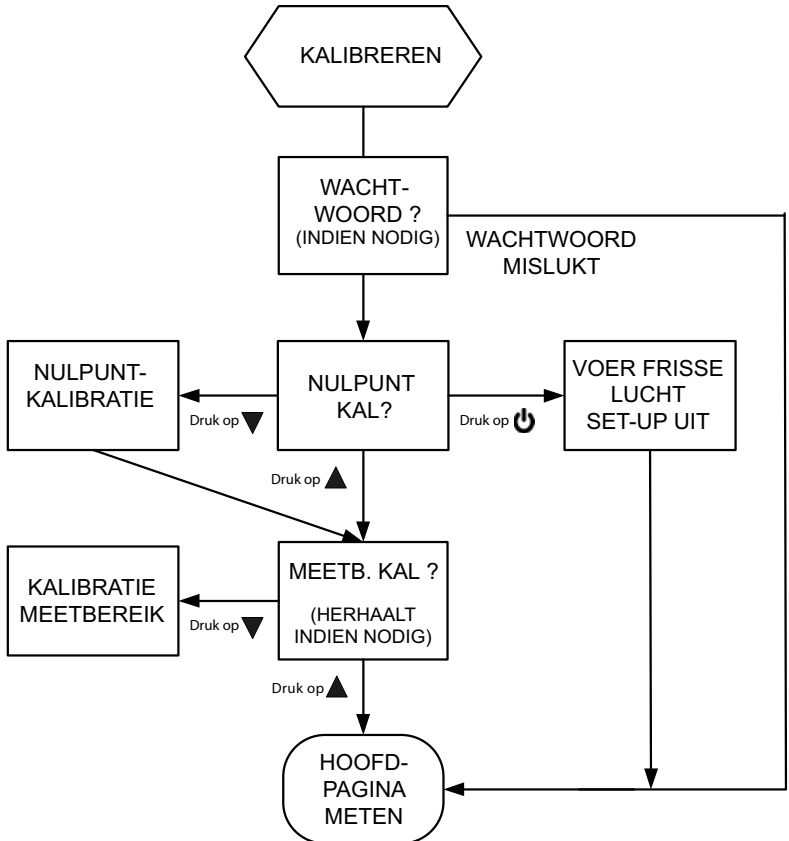 KALIBREREN
WACHT-
WOORD ?
(INDIEN NODIG)
WACHTWOORD
MISLUKT
NULPUNT-
KALIBRATIE
Druk op
NULPUNT
KAL?
Druk op
VOER FRISSE
LUCHT
SET-UP UIT
Druk op
KALIBRATIE
MEETBEREIK
Druk op
MEETB. KAL ?
(HERHAALT
INDIEN NODIG)
Druk op
HOOFD-
PAGINA
METEN